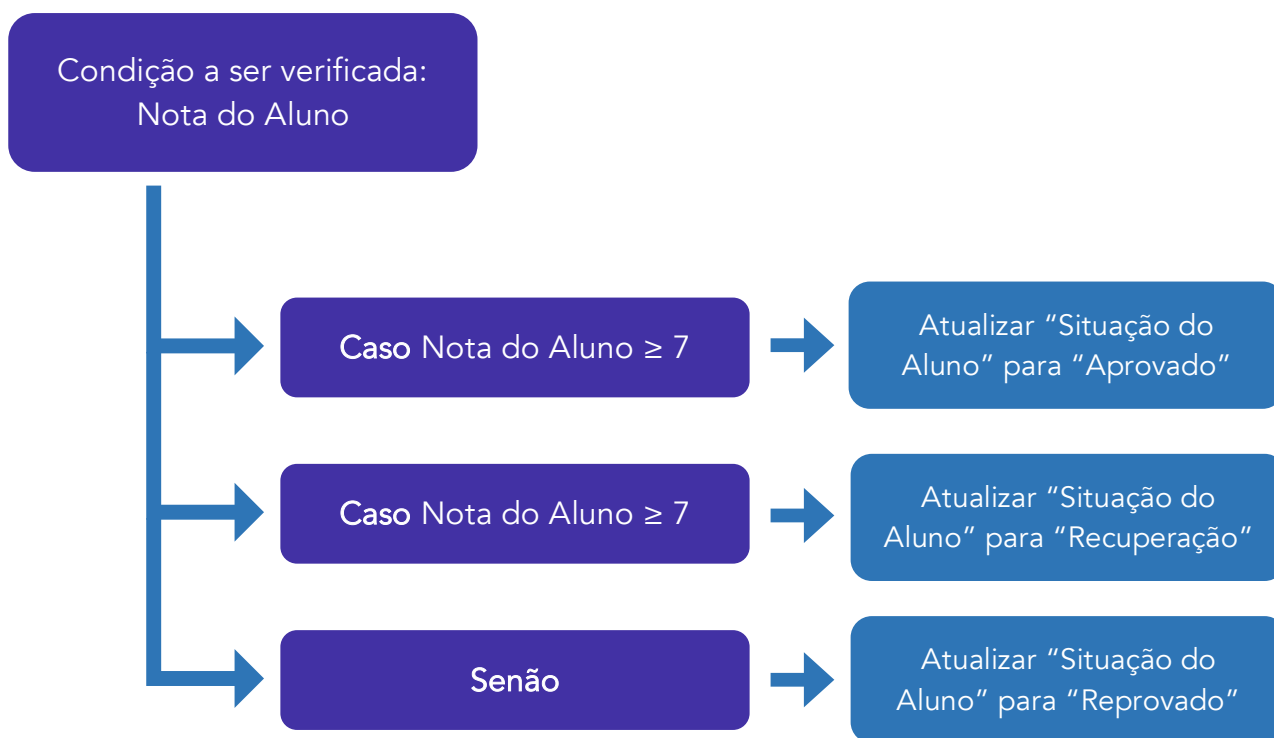 Condição a ser verificada:
Nota do Aluno
Caso Nota do Aluno ≥ 7
Atualizar “Situação do
Aluno” para “Aprovado”
Caso Nota do Aluno ≥ 7
Atualizar “Situação do
Aluno” para “Recuperação”
Senão
Atualizar “Situação do
Aluno” para “Reprovado”